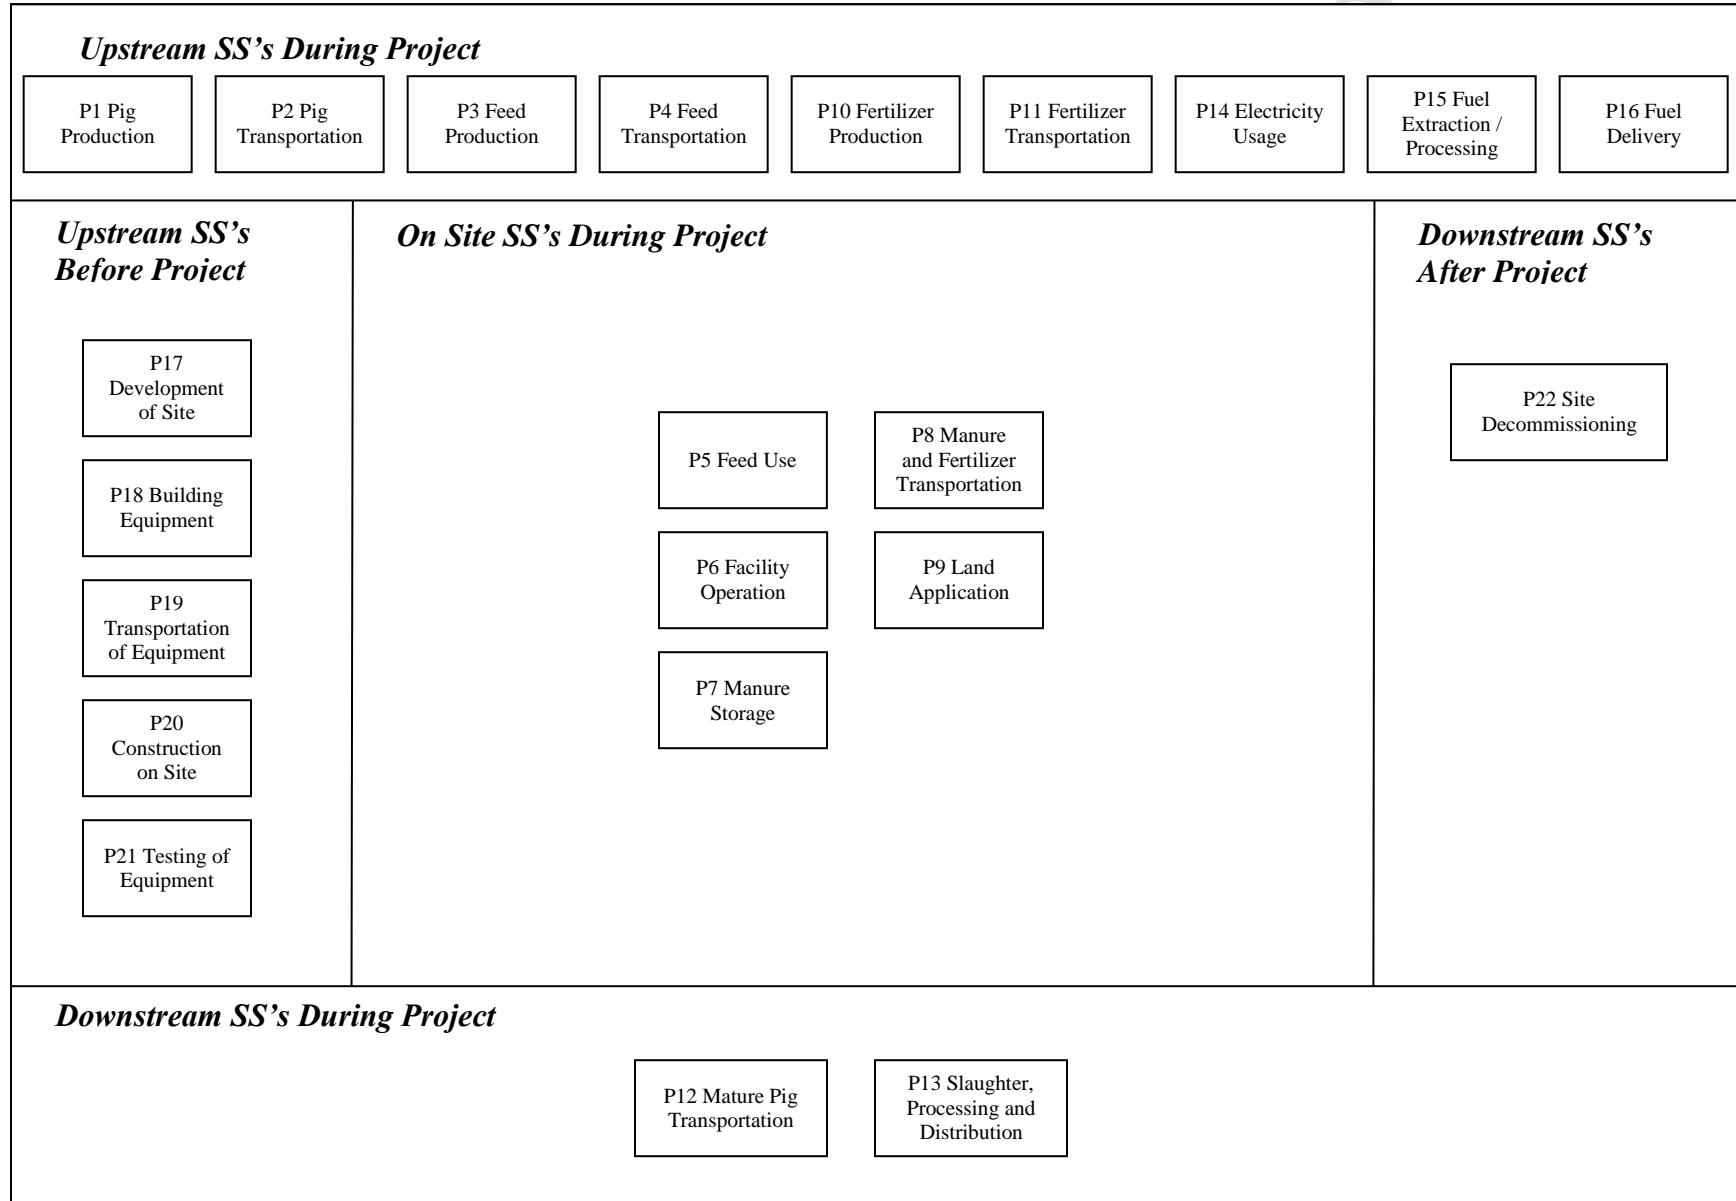 Upstream SS's During Project
P1 Pig
Production
P2 Pig
Transportation
P3 Feed
Production
P4 Feed
Transportation
P10 Fertilizer
Production
P11 Fertilizer
Transportation
P14 Electricity
Usage
P15 Fuel
Extraction /
Processing
P16 Fuel
Delivery
Upstream SS's
Before Project
P17
Development
of Site
P18 Building
Equipment
P19
Transportation
of Equipment
P20
Construction
on Site
P21 Testing of
Equipment
On Site SS's During Project
P5 Feed Use
P8 Manure
and Fertilizer
Transportation
P6 Facility
Operation
P9 Land
Application
P7 Manure
Storage
Downstream SS's
After Project
P22 Site
Decommissioning
Downstream SS's During Project
P12 Mature Pig
Transportation
P13 Slaughter,
Processing and
Distribution